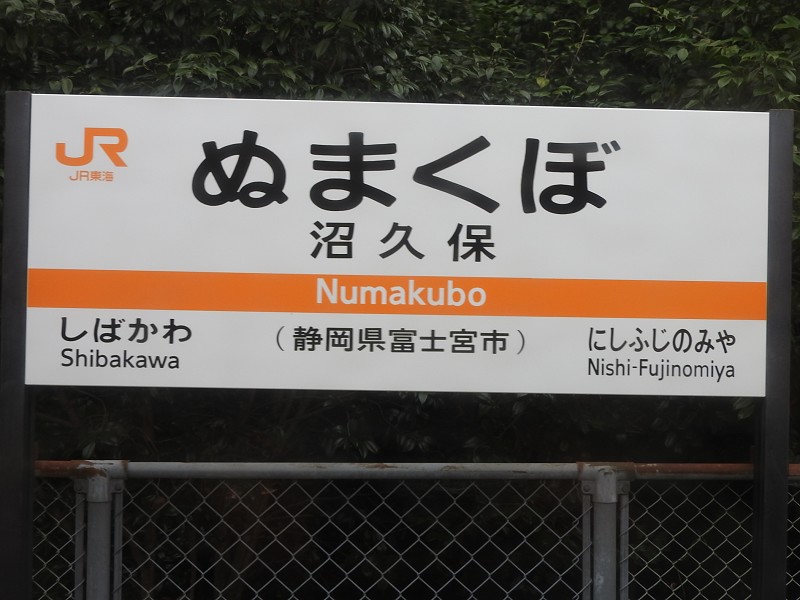 JR
JR東海
ぬまくぼ
沼久保
Numakubo
しばかわ
Shibakawa
（静岡県富士宮市）
にしふじのみや
Nishi-Fujinomiya